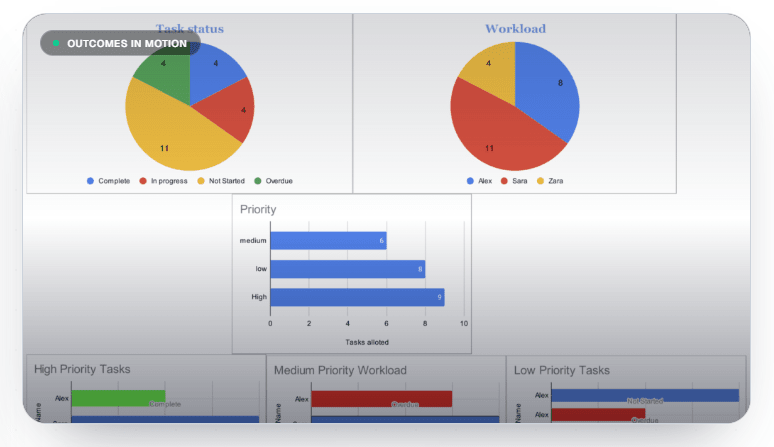 Task status
OUTCOMES IN MOTION
4
4
4
11
Complete
In progress
Not Started
Overdue
Workload
8
4
11
Alex
Sara
Zara
Priority
medium
6
low
8
High
9
0 2 4 6 8 10
Tasks alloted
High Priority Tasks
Alex
Complete
Name
Medium Priority Workload
Alex
Overdue
Name
Low Priority Tasks
Alex
Not Started
Alex
Overdue
Name